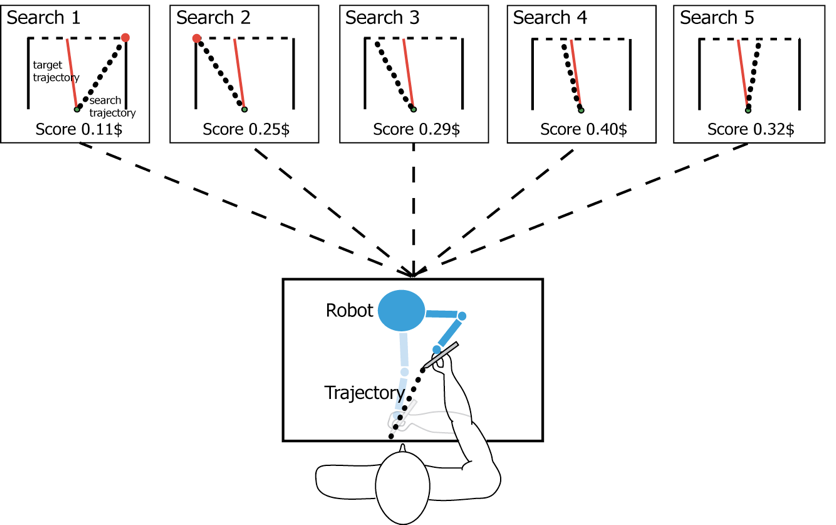 Search 1
target
trajectory
search
trajectory
Score 0.11$
Search 2
Score 0.25$
Search 3
Score 0.29$
Search 4
Score 0.40$
Search 5
Score 0.32$
Robot
Trajectory